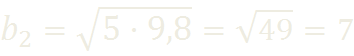 b₂ = √(5 · 9,8) = √49 = 7